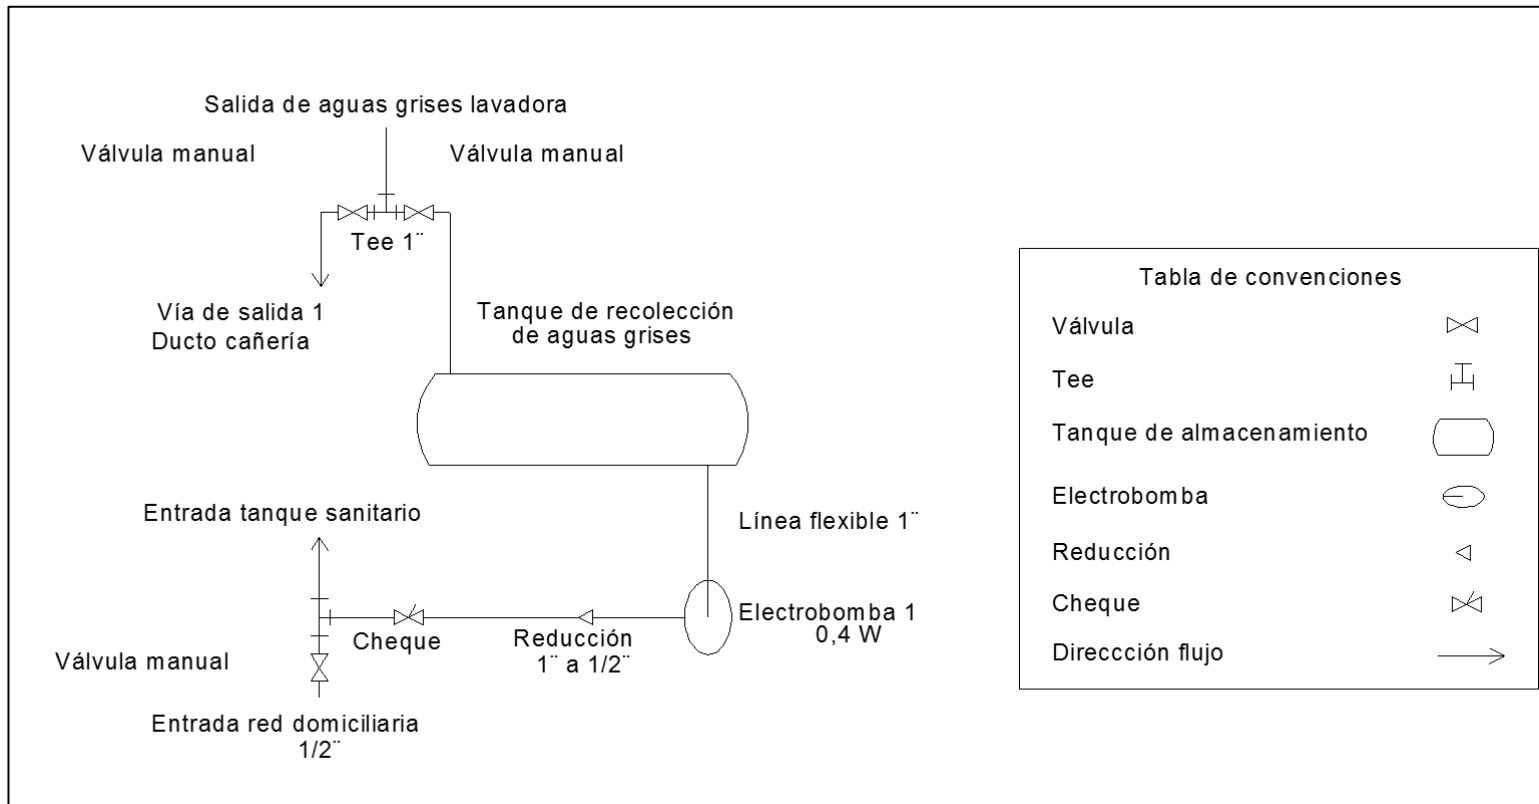 Salida de aguas grises lavadora
Válvula manual
Válvula manual
Tee 1¨
Vía de salida 1
Ducto cañería
Tanque de recolección
de aguas grises
Entrada tanque sanitario
Línea flexible 1¨
Electrobomba 1
0,4 W
Cheque
Reducción
1¨ a 1/2¨
Válvula manual
Entrada red domiciliaria
1/2¨
Tabla de convenciones
Válvula
Tee
Tanque de almacenamiento
Electrobomba
Reducción
Cheque
Direccción flujo